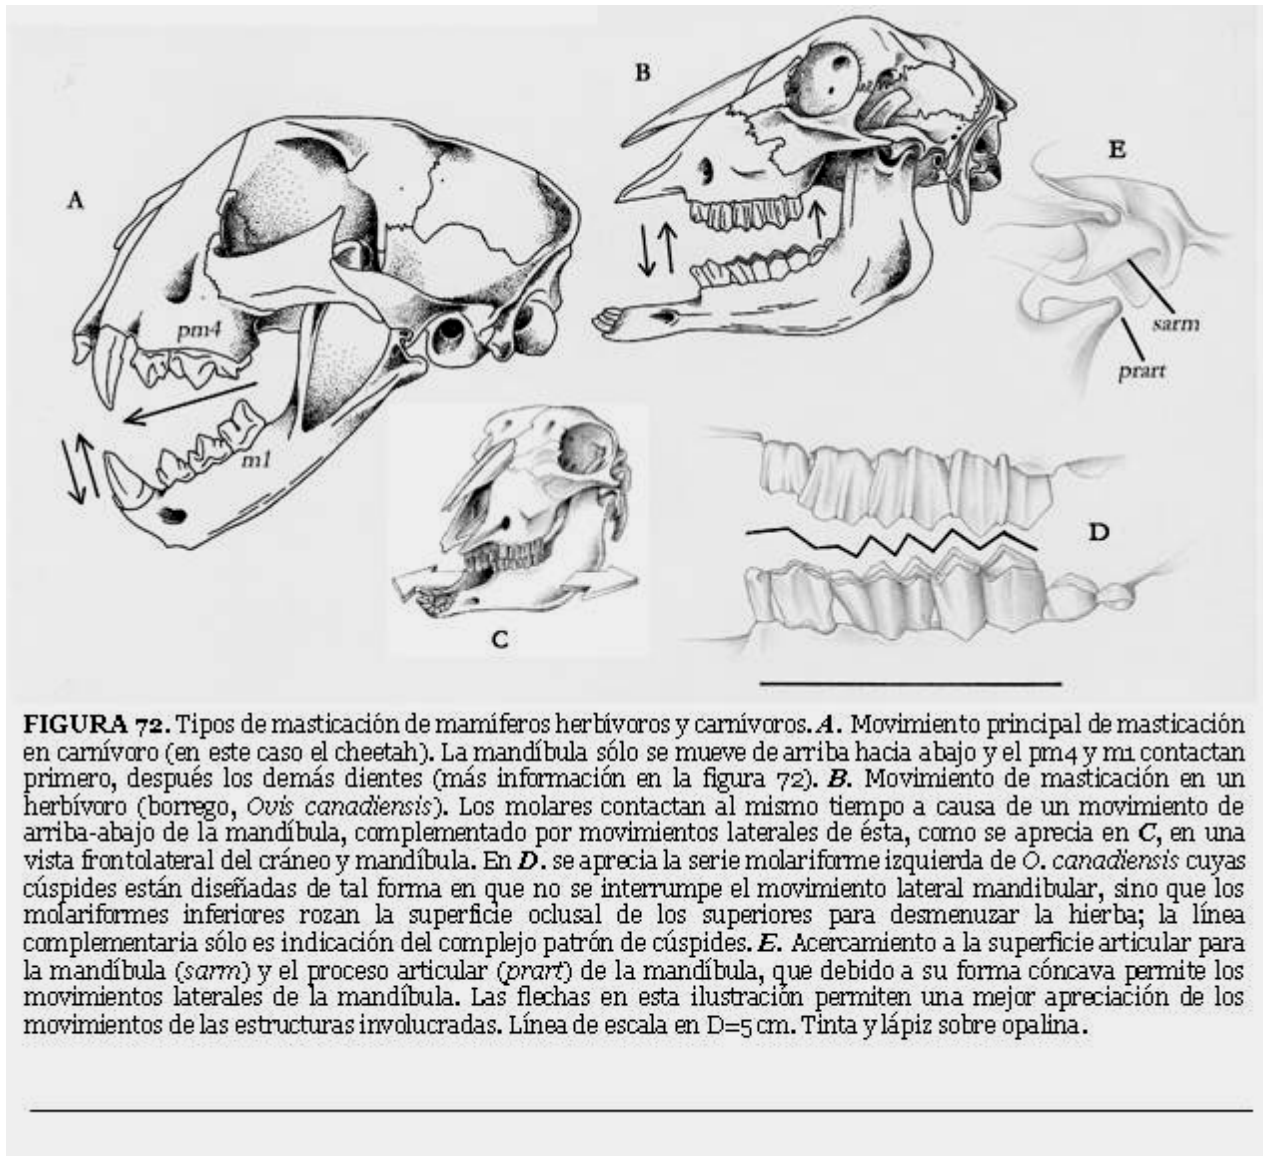 A
B
E
pm4
sarm
prart
m1
D
C
FIGURA 72. Tipos de masticación de mamíferos herbívoros y carnívoros. A. Movimiento principal de masticación
en carnívoro (en este caso el cheetah). La mandíbula sólo se mueve de arriba hacia abajo y el pm4 y m1 contactan
primero, después los demás dientes (más información en la figura 72). B. Movimiento de masticación en un
herbívoro (borrego, Ovis canadiensis). Los molares contactan al mismo tiempo a causa de un movimiento de
arriba-abajo de la mandíbula, complementado por movimientos laterales de ésta, como se aprecia en C, en una
vista frontolateral del cráneo y mandíbula. En D. se aprecia la serie molariforme izquierda de O. canadiensis cuyas
cúspides están diseñadas de tal forma en que no se interrumpe el movimiento lateral mandibular, sino que los
molariformes inferiores rozan la superficie oclusal de los superiores para desmenuzar la hierba; la línea
complementaria sólo es indicación del complejo patrón de cúspides. E. Acercamiento a la superficie articular para
la mandíbula (sarm) y el proceso articular (prart) de la mandíbula, que debido a su forma cóncava permite los
movimientos laterales de la mandíbula. Las flechas en esta ilustración permiten una mejor apreciación de los
movimientos de las estructuras involucradas. Línea de escala en D=5 cm. Tinta y lápiz sobre opalina.